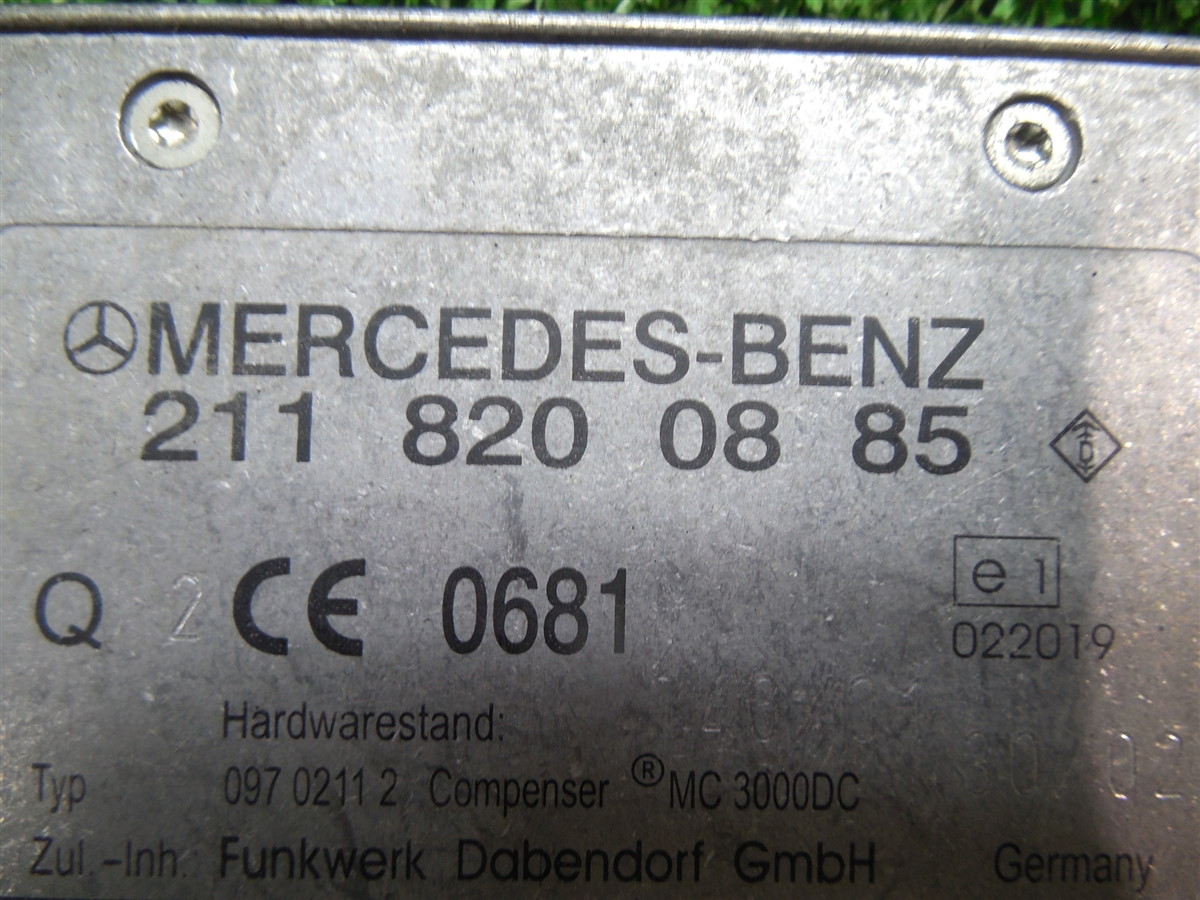 MERCEDES-BENZ
211 820 08 85
Q 2 CE 0681 e1
022019
Hardwarestand:
Typ 097 0211 2 Compenser ® MC 3000DC
Zul.-Inh. Funkwerk Dabendorf GmbH Germany